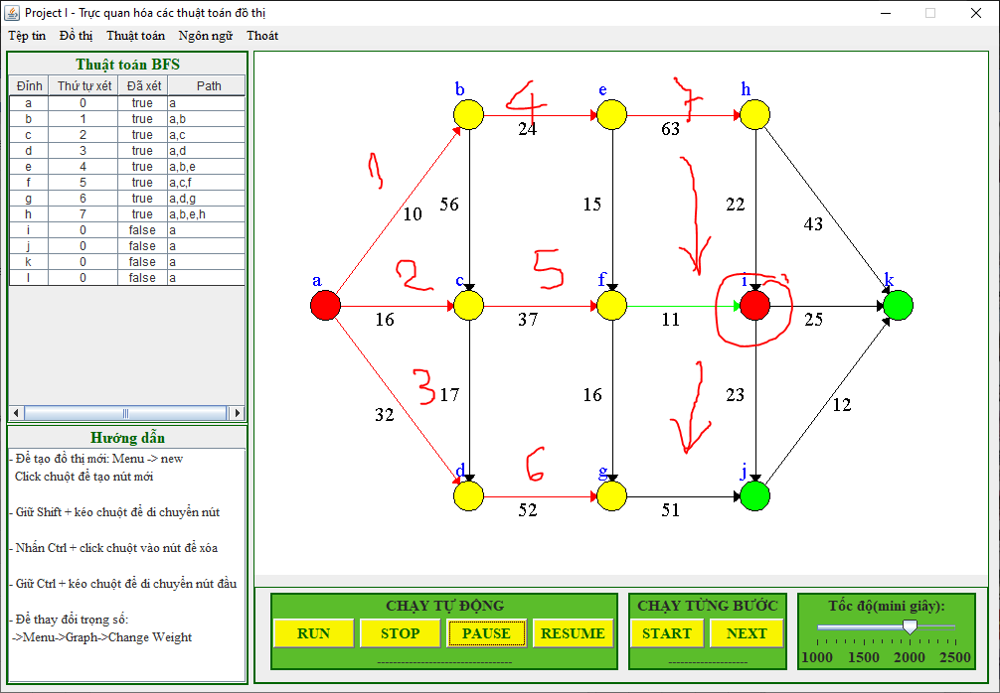 Project I - Trực quan hóa các thuật toán đồ thị
Tệp tin Đồ thị Thuật toán Ngôn ngữ Thoát
Thuật toán BFS
Đỉnh Thứ tự xét Đã xét Path
a 0 true a
b 1 true a,b
c 2 true a,c
d 3 true a,d
e 4 true a,b,e
f 5 true a,c,f
g 6 true a,d,g
h 7 true a,b,e,h
i 0 false a
j 0 false a
k 0 false a
l 0 false a
Hướng dẫn
- Để tạo đồ thị mới: Menu -> new
Click chuột để tạo nút mới
- Giữ Shift + kéo chuột để di chuyển nút
- Nhấn Ctrl + click chuột vào nút để xóa
- Giữ Ctrl + kéo chuột để di chuyển nút đầu
- Để thay đổi trọng số:
->Menu->Graph->Change Weight
b 4 e 7 h
24 63
1
10 56 15 22 43
a 2 c 5 f i k
16 37 11 25
3
32 17 16 23 12
d 6 g j
52 51
CHẠY TỰ ĐỘNG
RUN STOP PAUSE RESUME
--------------------------------
CHẠY TỪNG BƯỚC
START NEXT
--------------------
Tốc độ(mini giây):
1000 1500 2000 2500